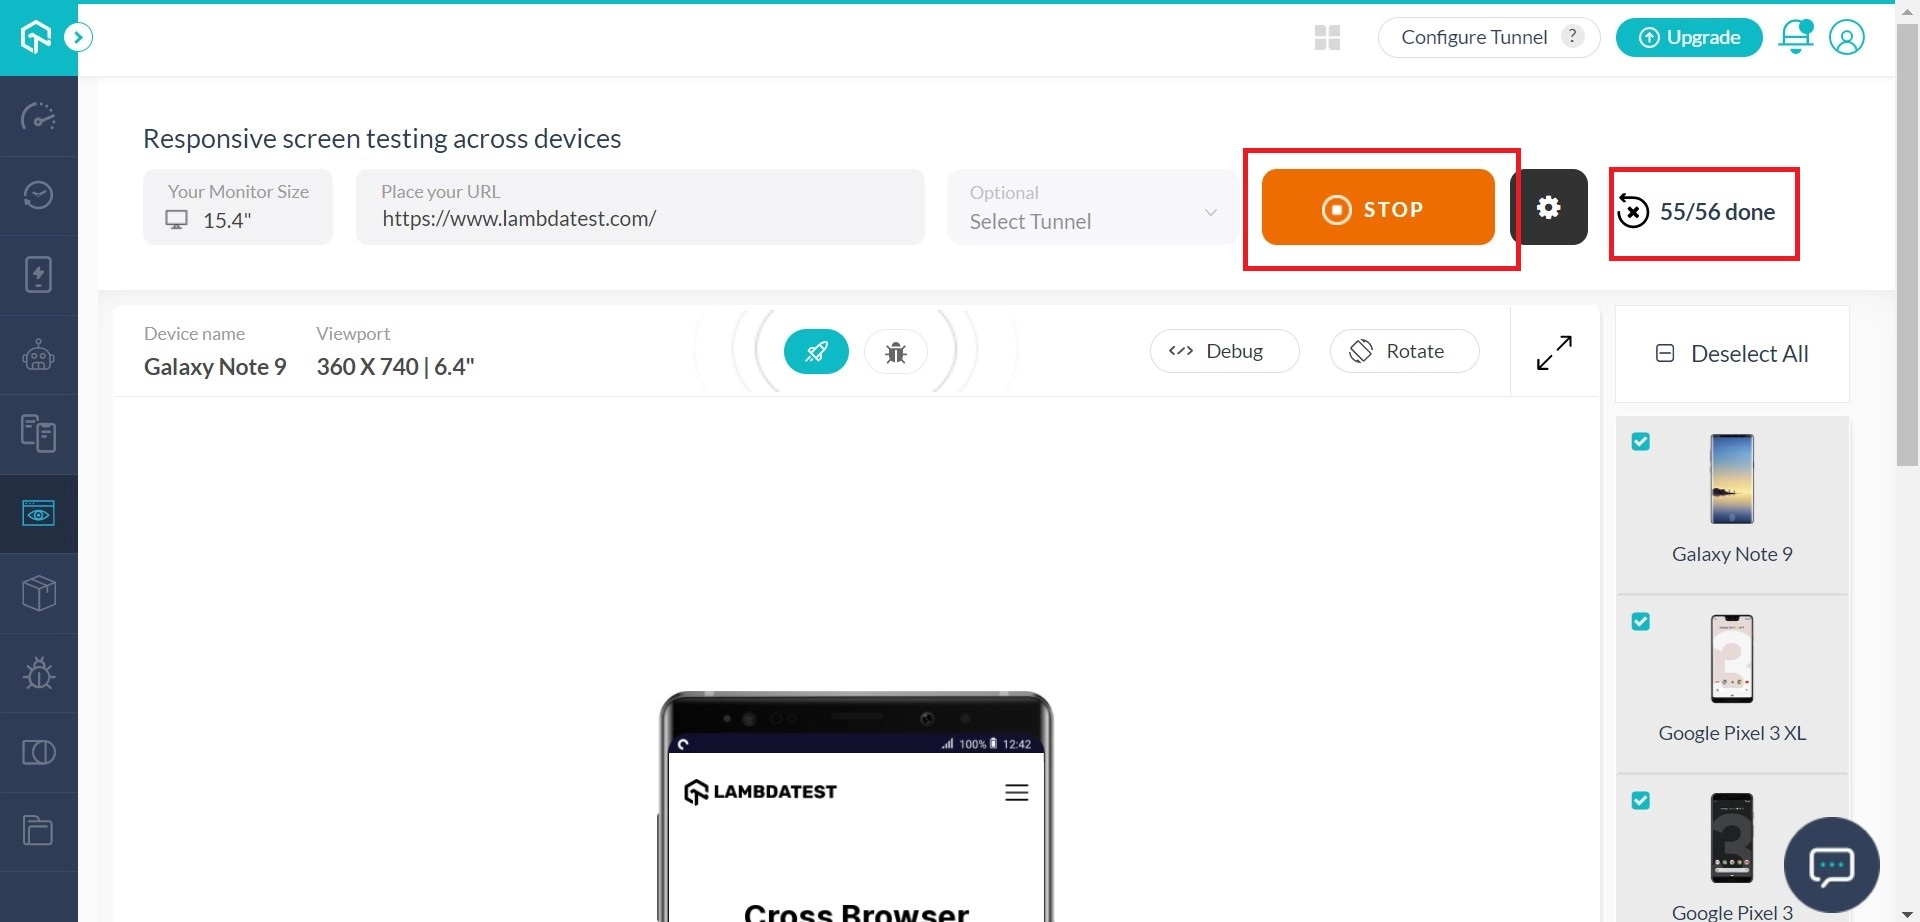 Configure Tunnel ?
Upgrade
Responsive screen testing across devices
Your Monitor Size
15.4"
Place your URL
https://www.lambdatest.com/
Optional
Select Tunnel
STOP
55/56 done
Device name
Galaxy Note 9
Viewport
360 X 740 | 6.4"
Debug
Rotate
Deselect All
Galaxy Note 9
Google Pixel 3 XL
Google Pixel 3
100% 12:42
LAMBDATEST
Cross Browser